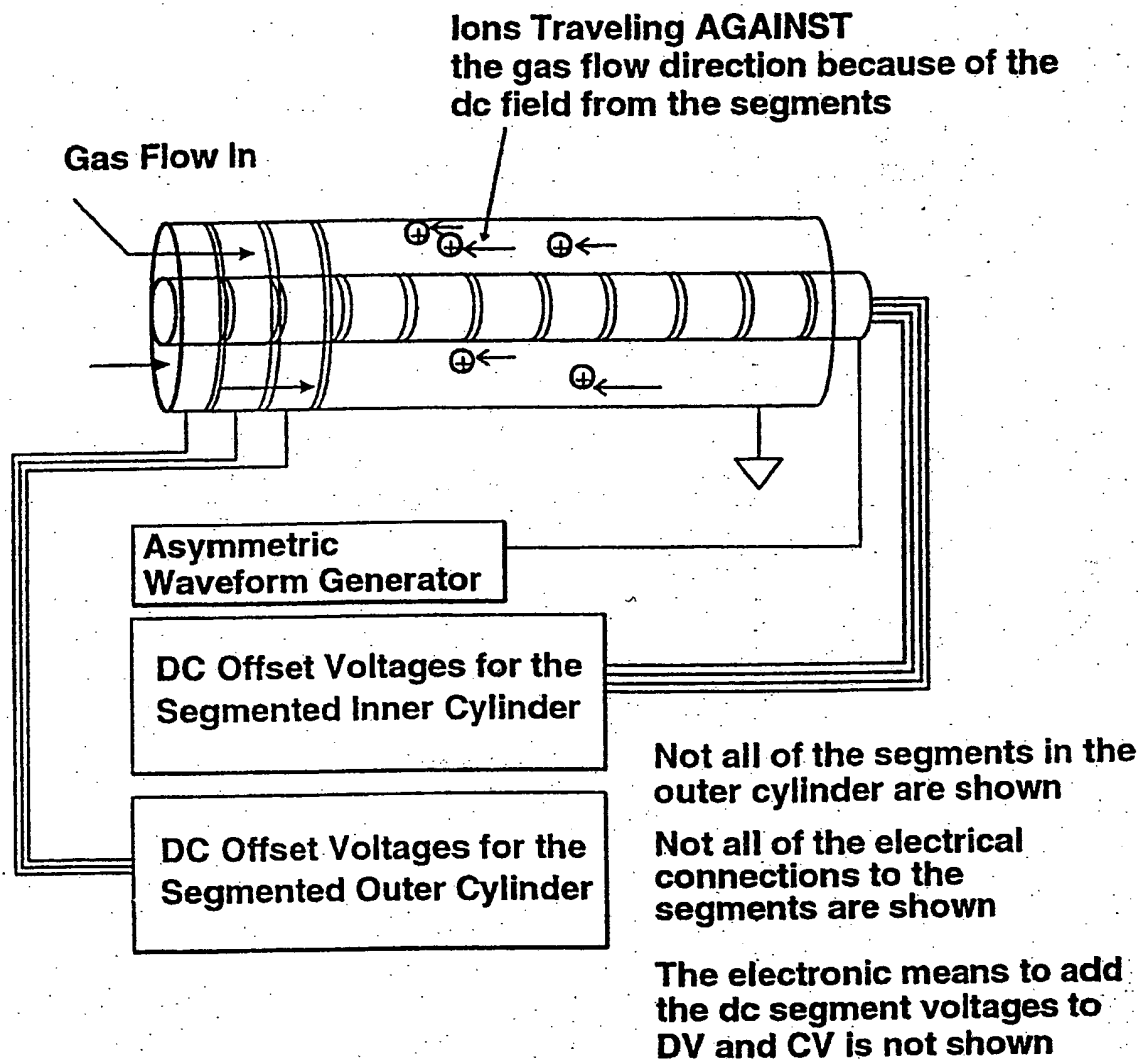 Ions Traveling AGAINST
the gas flow direction because of the
dc field from the segments
Gas Flow In
Asymmetric
Waveform Generator
DC Offset Voltages for the
Segmented Inner Cylinder
DC Offset Voltages for the
Segmented Outer Cylinder
Not all of the segments in the
outer cylinder are shown
Not all of the electrical
connections to the
segments are shown
The electronic means to add
the dc segment voltages to
DV and CV is not shown